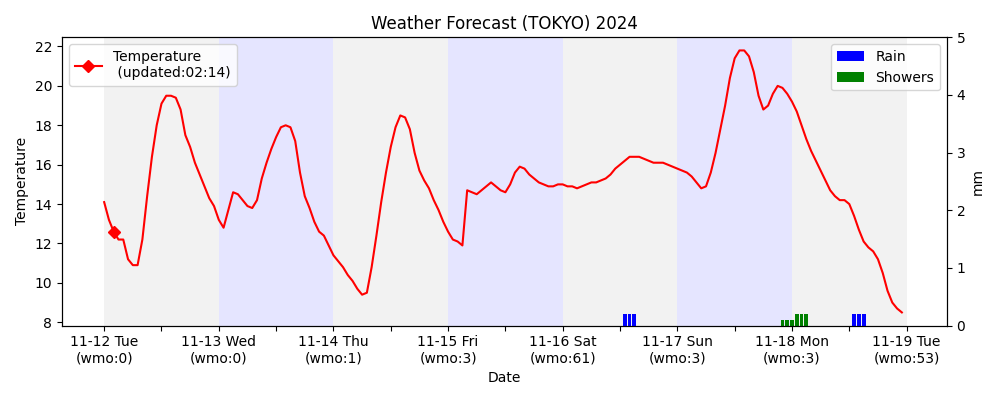 Weather Forecast (TOKYO) 2024
Temperature
(updated:02:14)
Rain
Showers
Temperature
22
20
18
16
14
12
10
8
5
4
3
2
1
0
mm
11-12 Tue
(wmo:0)
11-13 Wed
(wmo:0)
11-14 Thu
(wmo:1)
11-15 Fri
(wmo:3)
11-16 Sat
(wmo:61)
11-17 Sun
(wmo:3)
11-18 Mon
(wmo:3)
11-19 Tue
(wmo:53)
Date